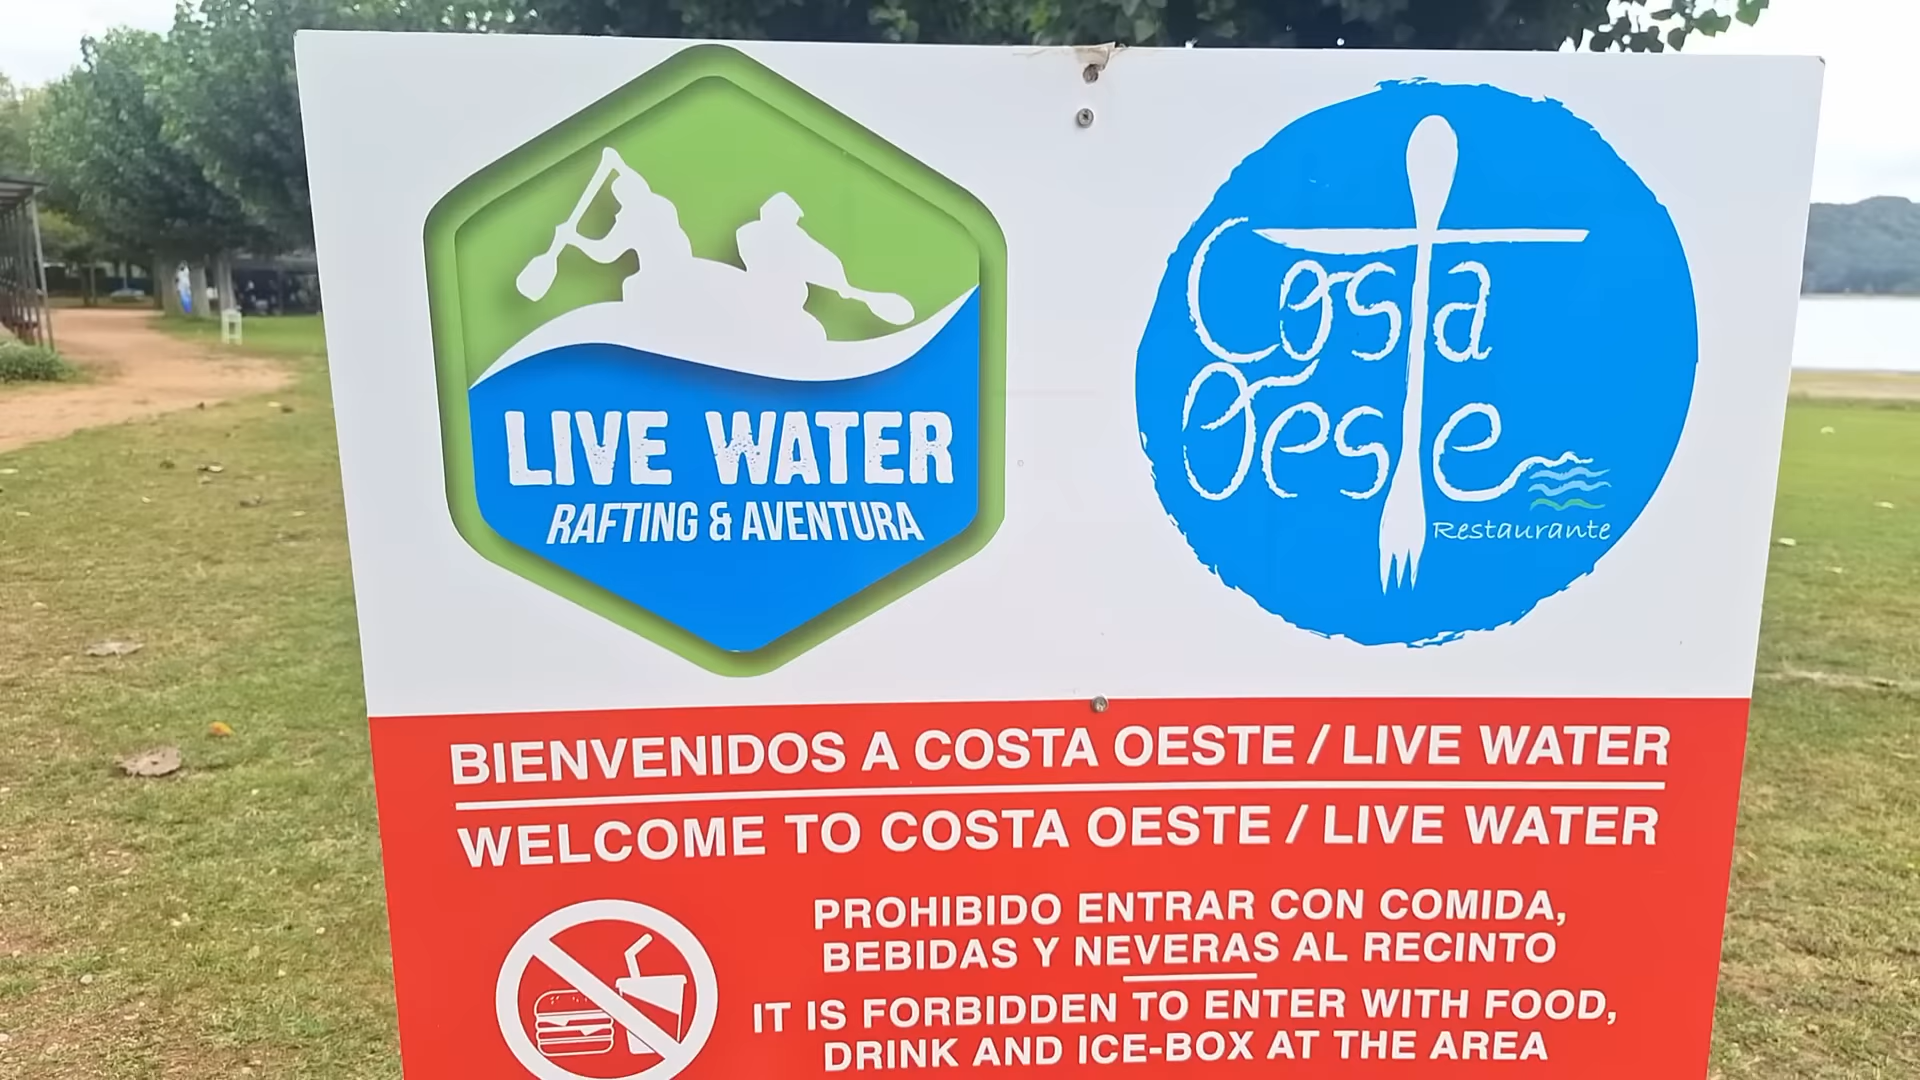 LIVE WATER
RAFTING & AVENTURA
Costa
Oeste
Restaurante
BIENVENIDOS A COSTA OESTE / LIVE WATER
WELCOME TO COSTA OESTE / LIVE WATER
PROHIBIDO ENTRAR CON COMIDA,
BEBIDAS Y NEVERAS AL RECINTO
IT IS FORBIDDEN TO ENTER WITH FOOD,
DRINK AND ICE-BOX AT THE AREA